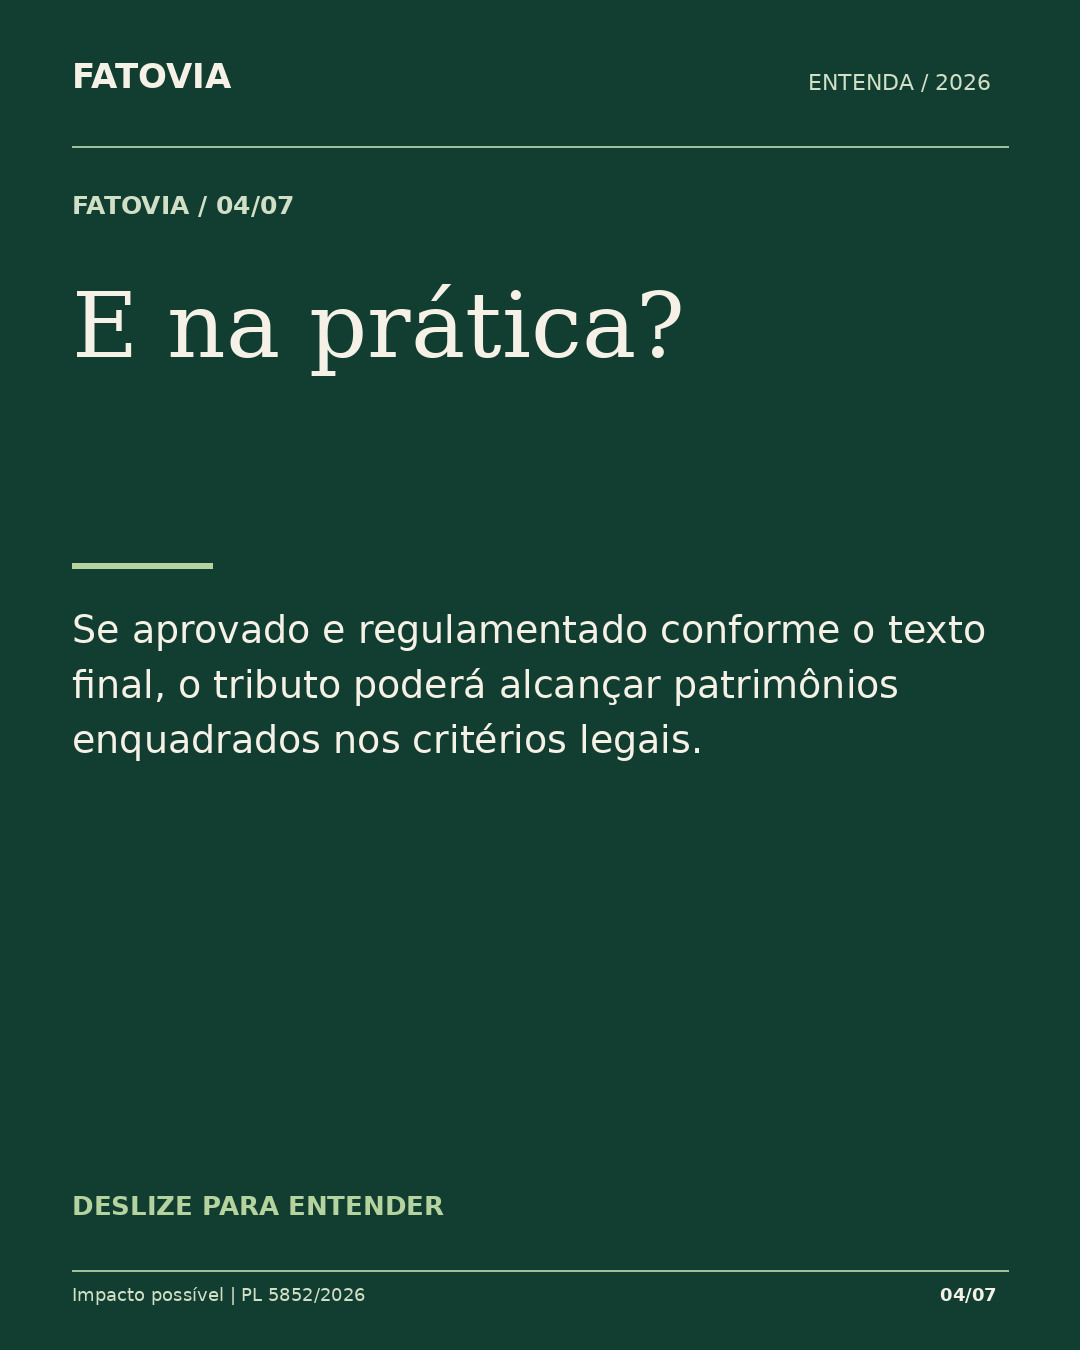 FATOVIA
ENTENDA / 2026
FATOVIA / 04/07
E na prática?
Se aprovado e regulamentado conforme o texto
final, o tributo poderá alcançar patrimônios
enquadrados nos critérios legais.
DESLIZE PARA ENTENDER
Impacto possível | PL 5852/2026
04/07